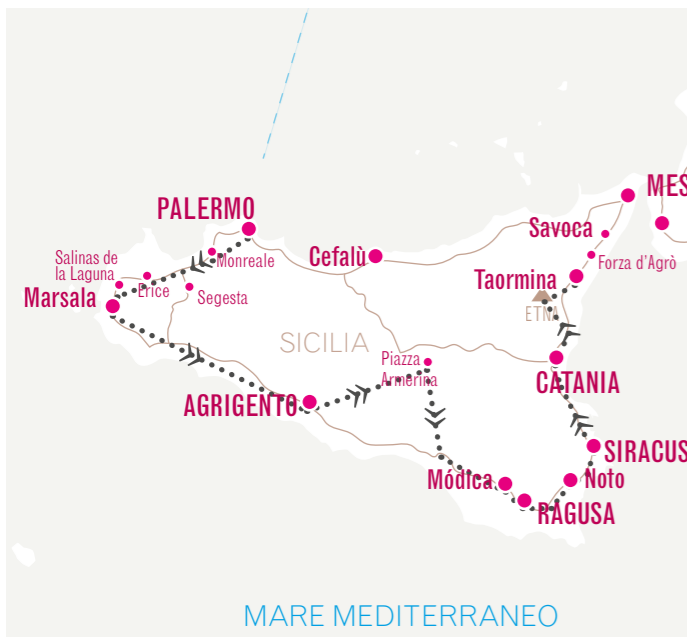 MES
PALERMO
Savoca
Monreale
Cefalù
Forza d'Agrò
Salinas de
la Laguna
Erice
Taormina
Segesta
Marsala
ETNA
SICILIA
Piazza
Armerina
CATANIA
AGRIGENTO
SIRACUS
Módica
Noto
RAGUSA
MARE MEDITERRANEO